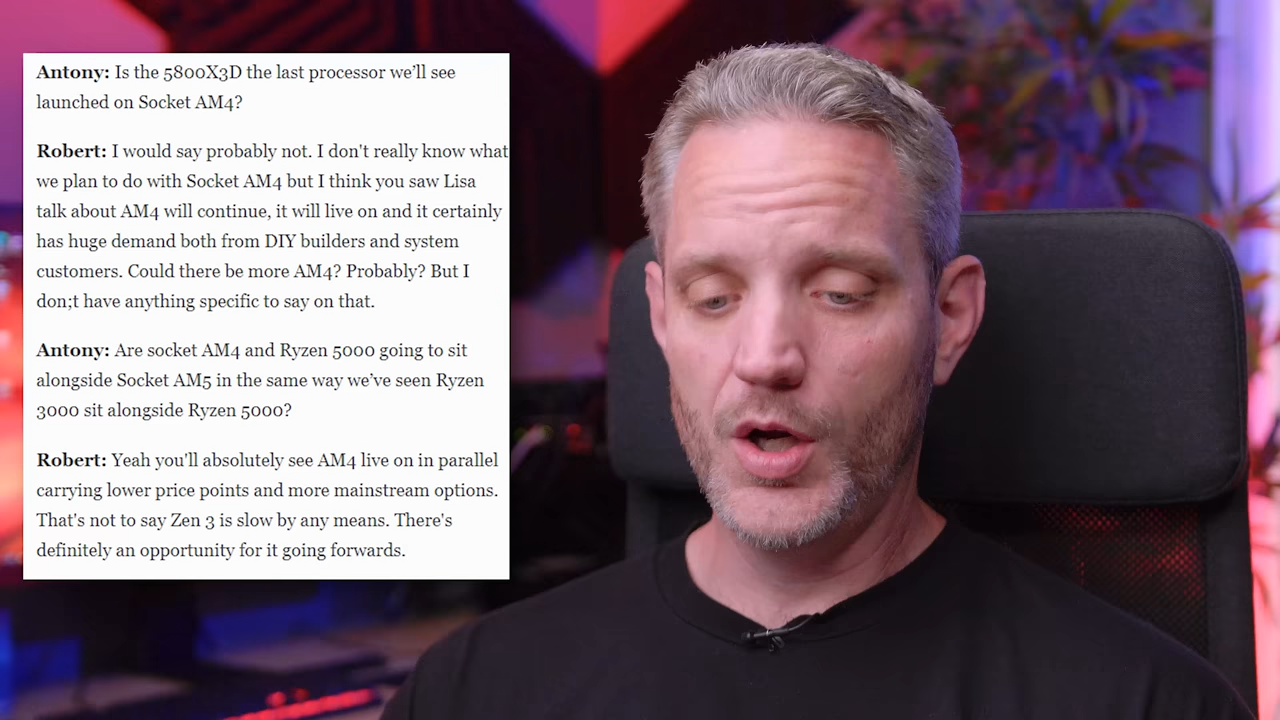 Antony: Is the 5800X3D the last processor we'll see
launched on Socket AM4?
Robert: I would say probably not. I don't really know what
we plan to do with Socket AM4 but I think you saw Lisa
talk about AM4 will continue, it will live on and it certainly
has huge demand both from DIY builders and system
customers. Could there be more AM4? Probably? But I
don;t have anything specific to say on that.
Antony: Are socket AM4 and Ryzen 5000 going to sit
alongside Socket AM5 in the same way we've seen Ryzen
3000 sit alongside Ryzen 5000?
Robert: Yeah you'll absolutely see AM4 live on in parallel
carrying lower price points and more mainstream options.
That's not to say Zen 3 is slow by any means. There's
definitely an opportunity for it going forwards.